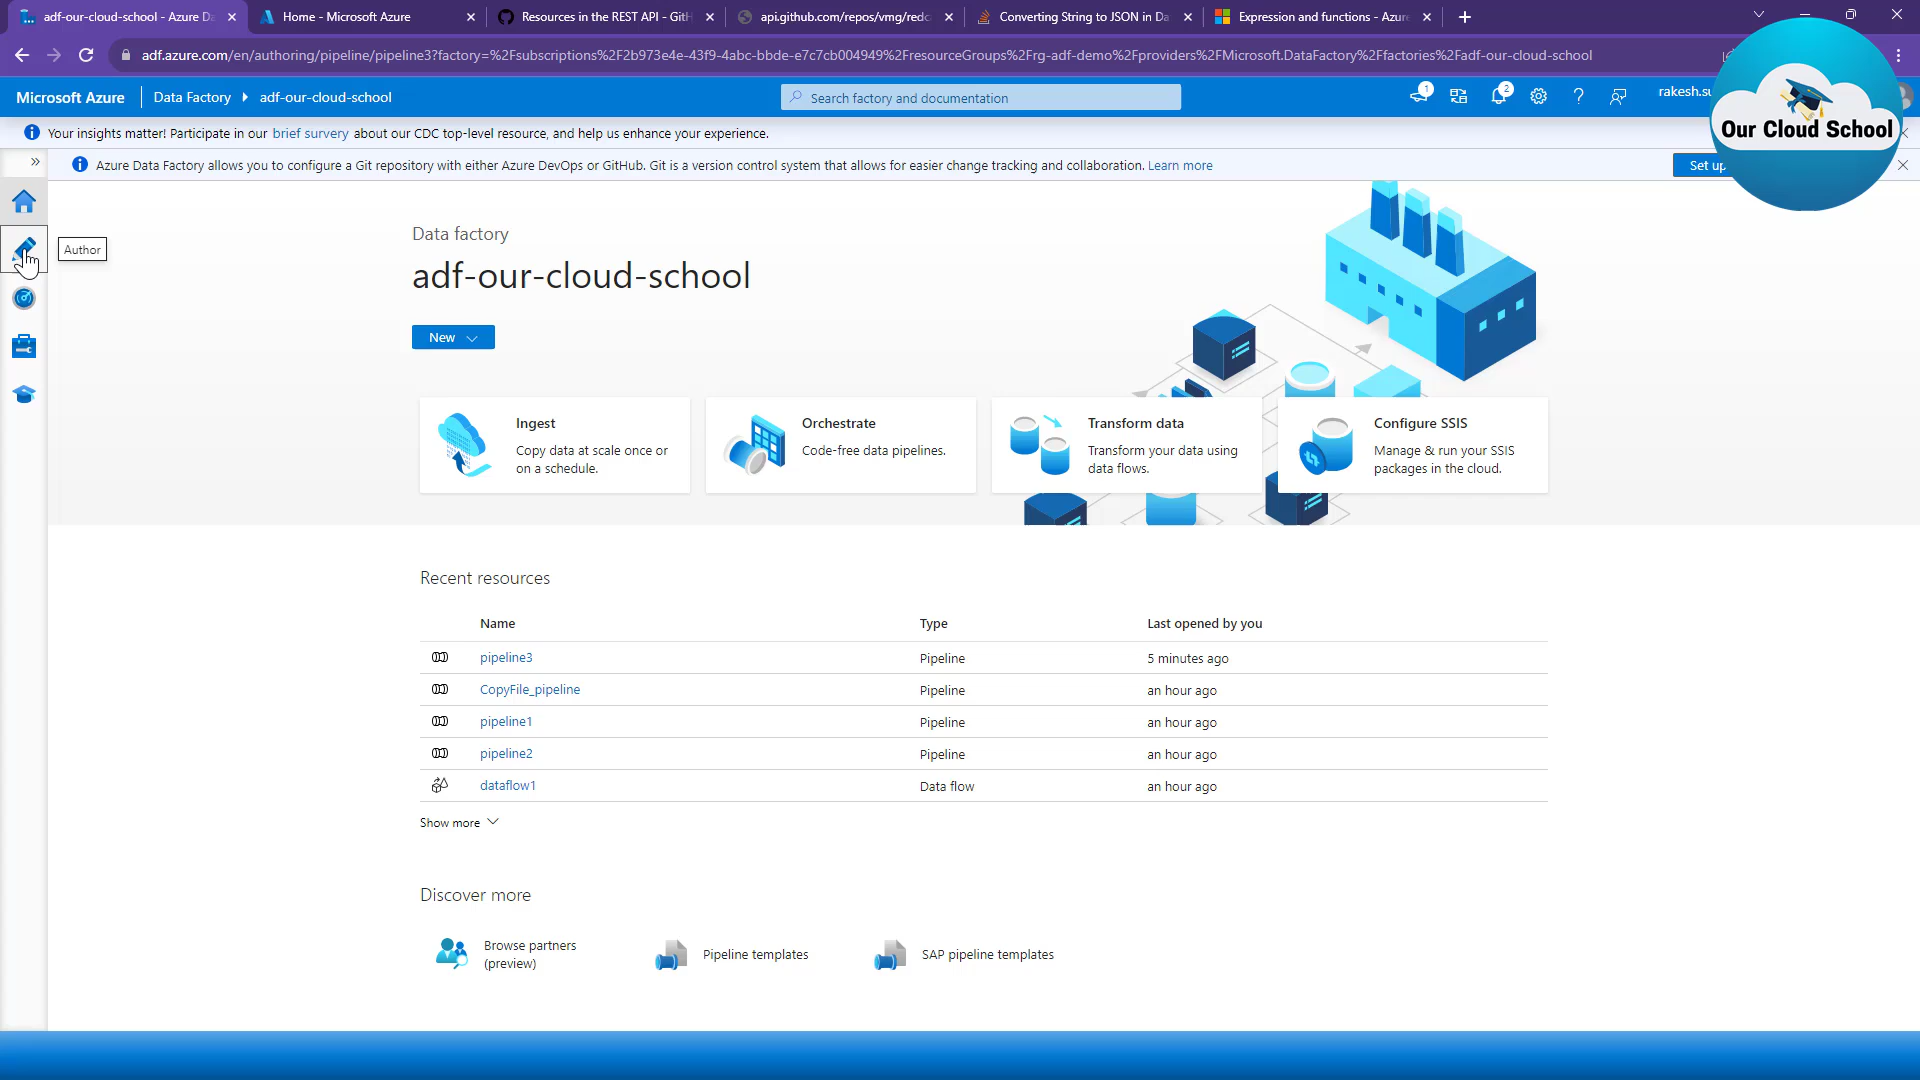 adf-our-cloud-school - Azure Da
Home - Microsoft Azure
Resources in the REST API - GitH
api.github.com/repos/vmg/redc
Converting String to JSON in Da
Expression and functions - Azure
adf.azure.com/en/authoring/pipeline/pipeline3?factory=%2Fsubscriptions%2F2b973e4e-43f9-4abc-bbde-e7c7cb004949%2FresourceGroups%2Frg-adf-demo%2Fproviders%2FMicrosoft.DataFactory%2Ffactories%2Fadf-our-cloud-school
Microsoft Azure
Data Factory
adf-our-cloud-school
Search factory and documentation
1
2
rakesh.su
Our Cloud School
Your insights matter! Participate in our brief survey about our CDC top-level resource, and help us enhance your experience.
Azure Data Factory allows you to configure a Git repository with either Azure DevOps or GitHub. Git is a version control system that allows for easier change tracking and collaboration. Learn more
Set up
Author
Data factory
adf-our-cloud-school
New
Ingest
Copy data at scale once or
on a schedule.
Orchestrate
Code-free data pipelines.
Transform data
Transform your data using
data flows.
Configure SSIS
Manage & run your SSIS
packages in the cloud.
Recent resources
Name Type Last opened by you
pipeline3 Pipeline 5 minutes ago
CopyFile_pipeline Pipeline an hour ago
pipeline1 Pipeline an hour ago
pipeline2 Pipeline an hour ago
dataflow1 Data flow an hour ago
Show more
Discover more
Browse partners
(preview)
Pipeline templates
SAP pipeline templates